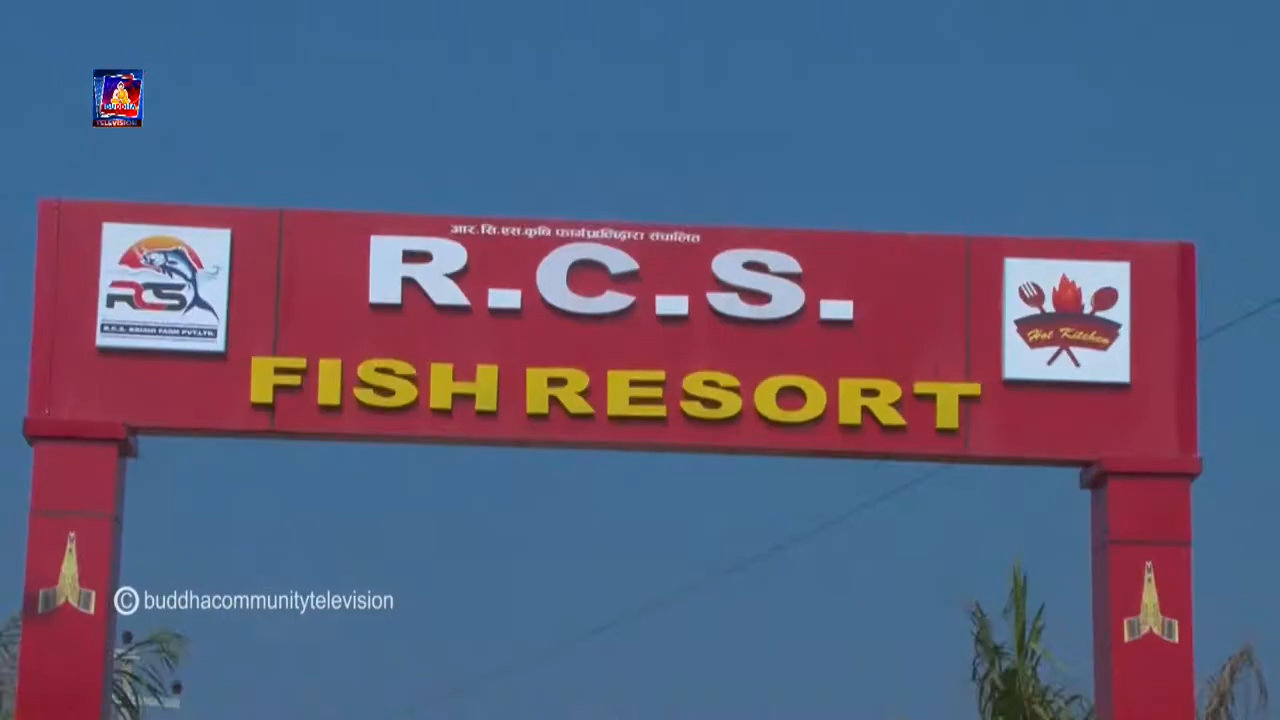 BUDDHA
TELEVISION
आर.सि.एस.कृषि फार्मप्रा.लि.द्वारा संचालित
R.C.S.
FISH RESORT
RCS
R.C.S. KRISHI FARM PVT.LTD.
Hot Kitchen
© buddhacommunitytelevision